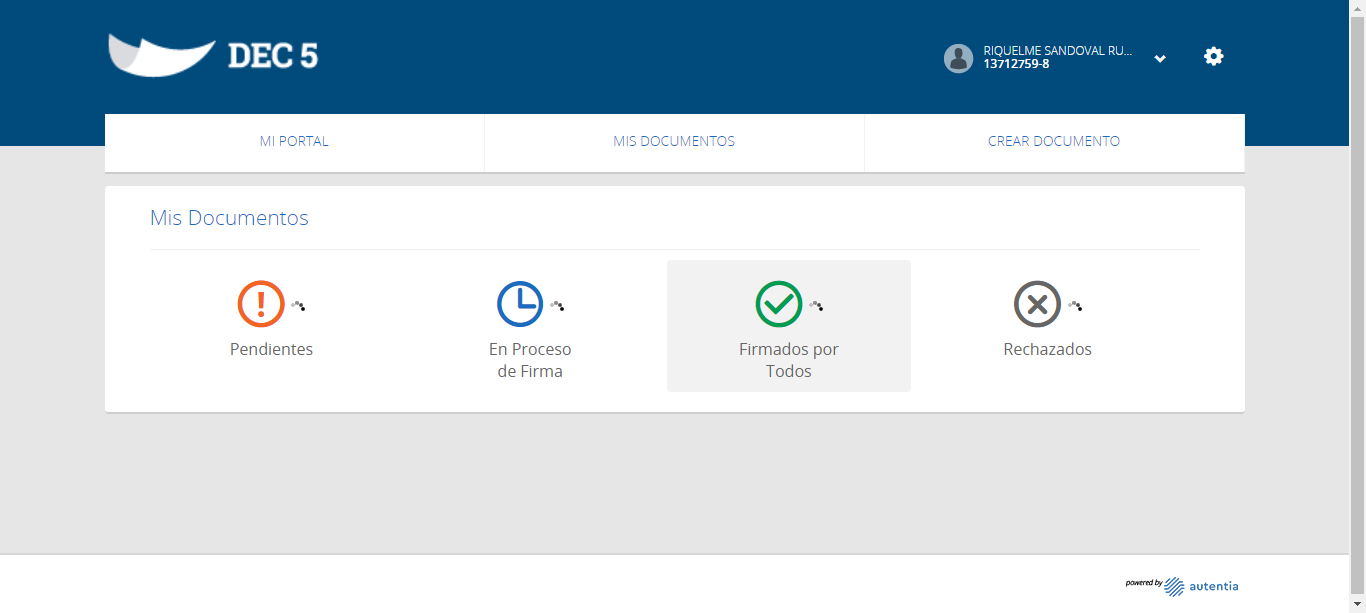 DEC 5
RIQUELME SANDOVAL RU...
13712759-8
MI PORTAL
MIS DOCUMENTOS
CREAR DOCUMENTO
Mis Documentos
Pendientes
En Proceso
de Firma
Firmados por
Todos
Rechazados
powered by autentia